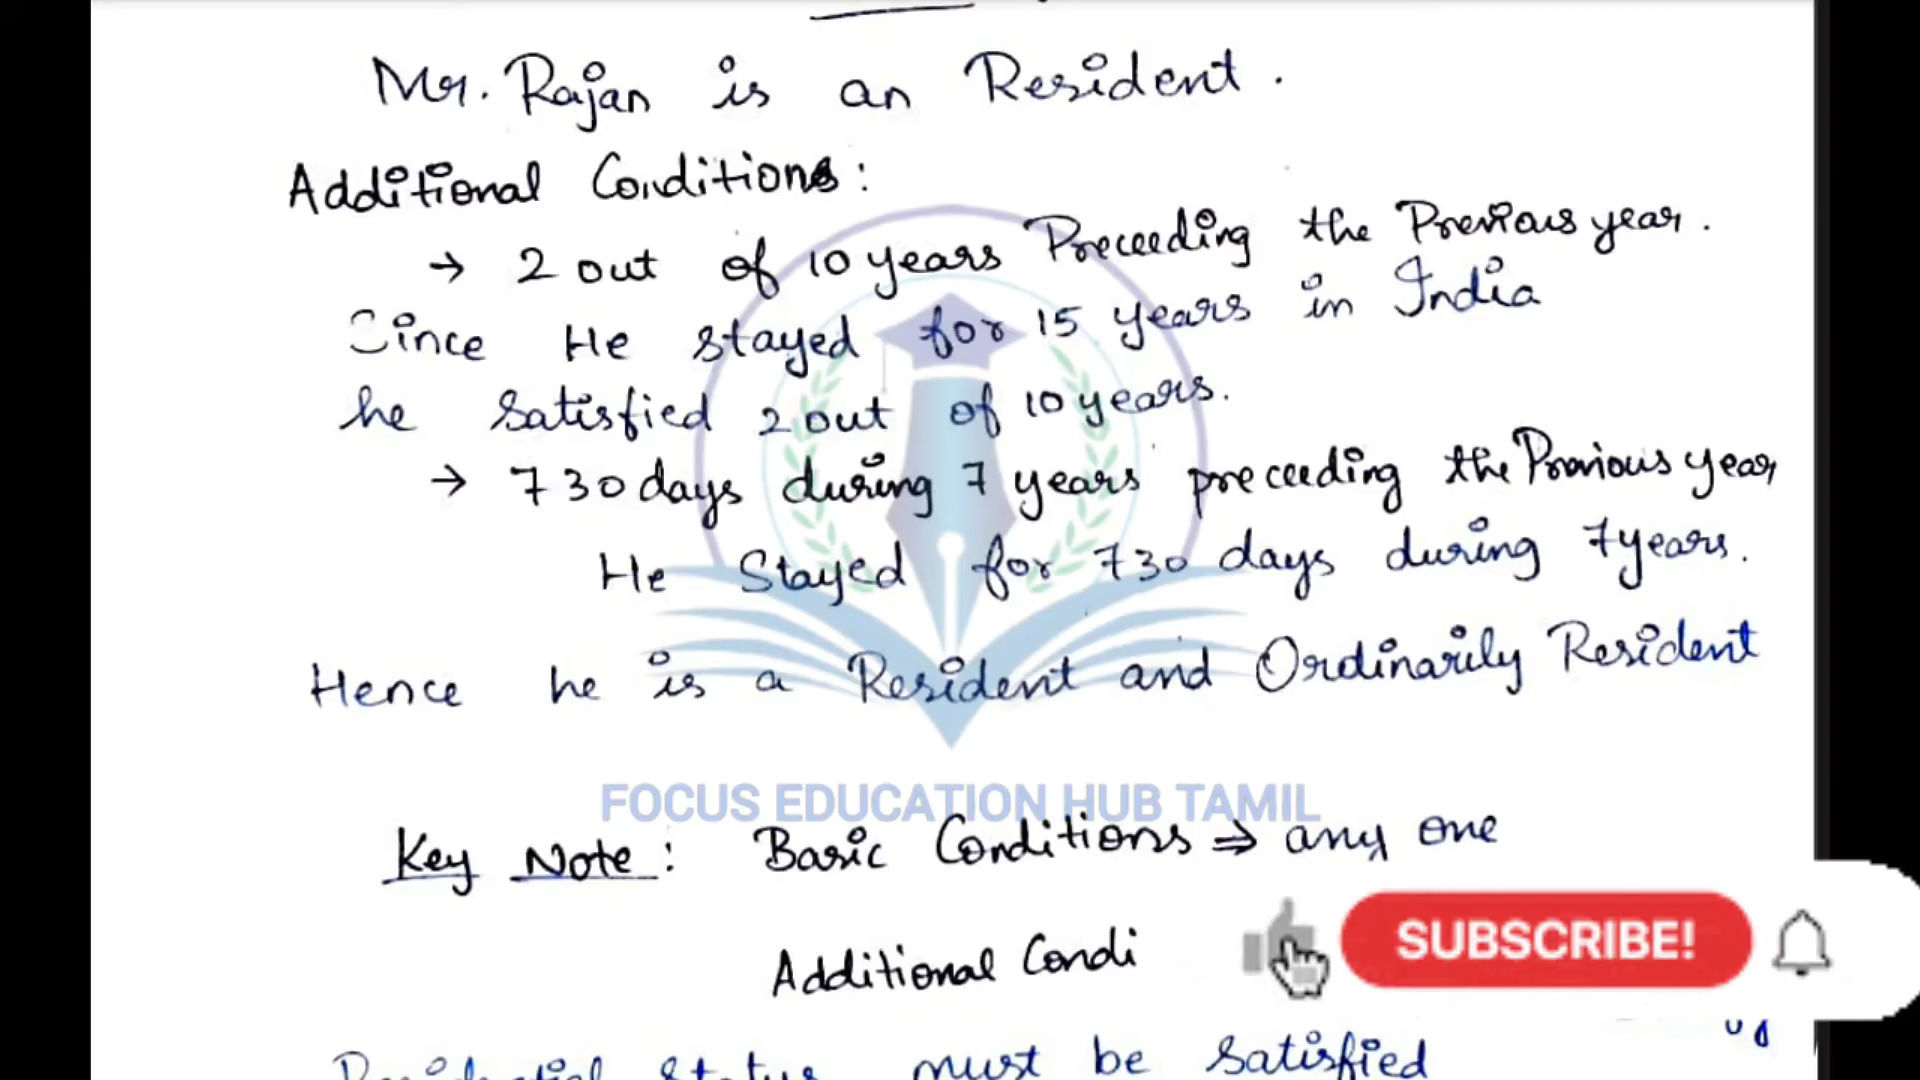 Mr. Rajan is an Resident.
Additional Conditions:
→ 2 out of 10 years Preceeding the Previous year.
Since He stayed for 15 years in India
he satisfied 2 out of 10 years.
→ 730 days during 7 years preceeding the Previous year
He Stayed for 730 days during 7 years.
Hence he is a Resident and Ordinarily Resident
FOCUS EDUCATION HUB TAMIL
Key Note: Basic Conditions ⇒ any one
Additional Condi
SUBSCRIBE!
Residential status must be satisfied